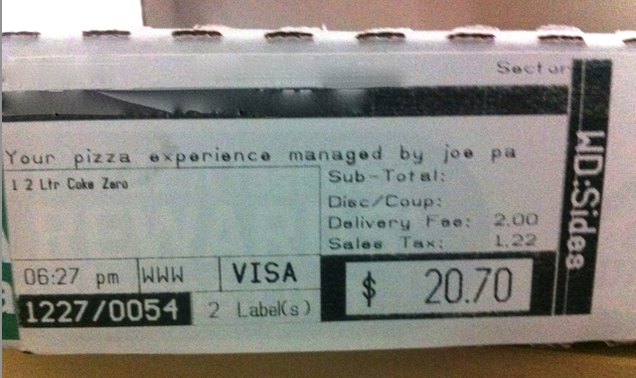 Sector
Your pizza experience managed by joe pa
1 2 Ltr Coke Zero
Sub-Total:
Disc/Coup:
Delivery Fee: 2.00
Sales Tax: 1.22
06:27 pm WWW VISA
$ 20.70
1227/0054 2 Label(s)
WD:Sides